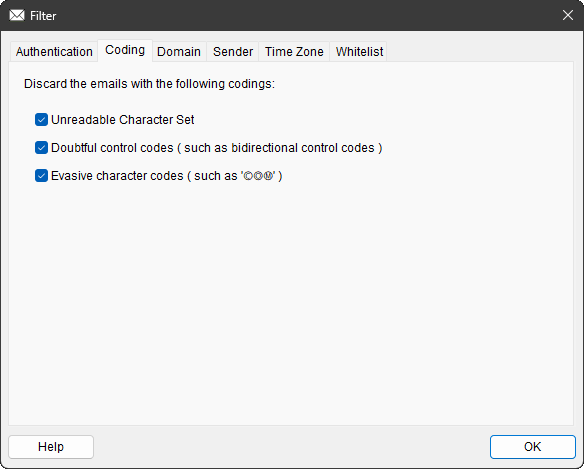 Filter
Authentication Coding Domain Sender Time Zone Whitelist
Discard the emails with the following codings:
Unreadable Character Set
Doubtful control codes ( such as bidirectional control codes )
Evasive character codes ( such as '©◎Ⓜ' )
Help OK